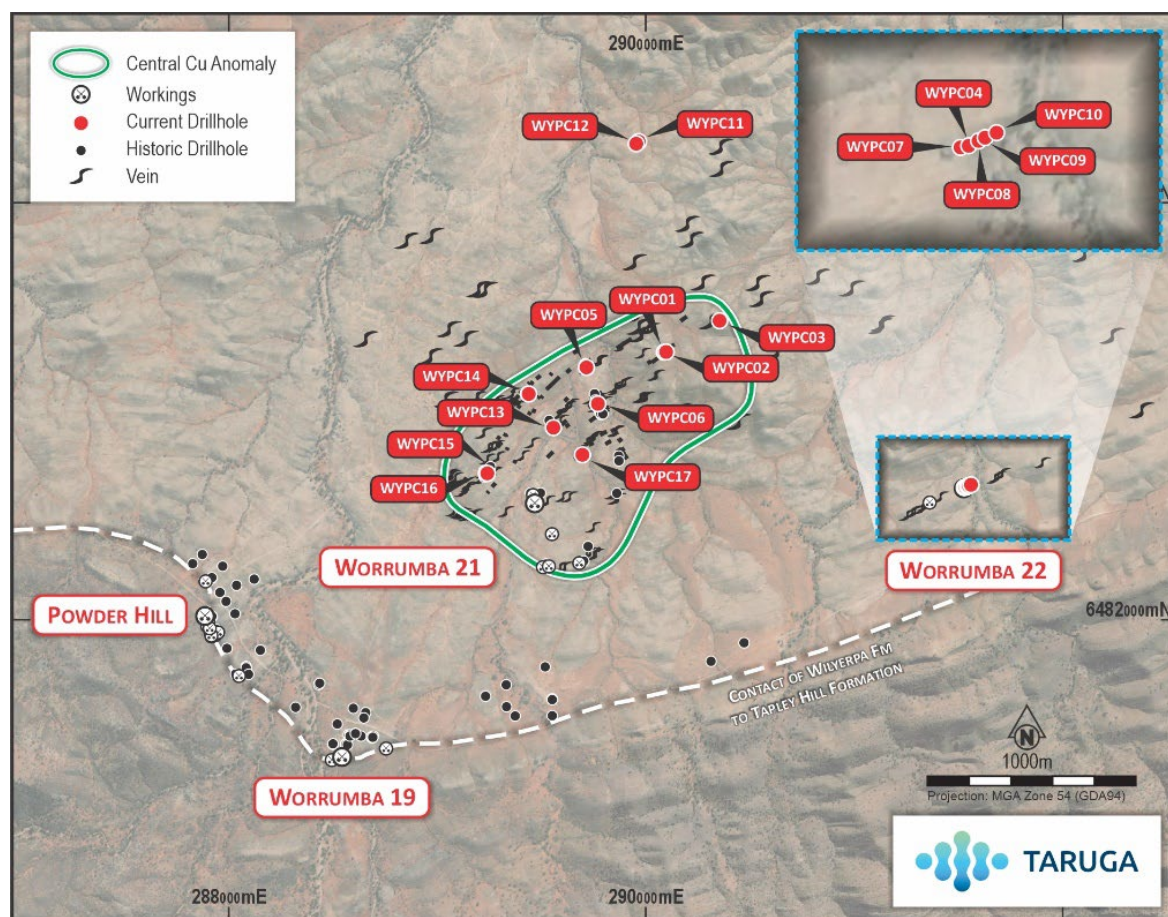 290000mE
Central Cu Anomaly
Workings
Current Drillhole
Historic Drillhole
Vein
WYPC12
WYPC11
WYPC04
WYPC10
WYPC07
WYPC09
WYPC08
WYPC01
WYPC05
WYPC03
WYPC02
WYPC14
WYPC13
WYPC06
WYPC15
WYPC17
WYPC16
WORRUMBA 21
WORRUMBA 22
POWDER HILL
6482000mN
CONTACT OF WILYERPA FM
TO TAPLEY HILL FORMATION
N
1000m
Projection: MGA Zone 54 (GDA94)
WORRUMBA 19
TARUGA
288000mE
290000mE